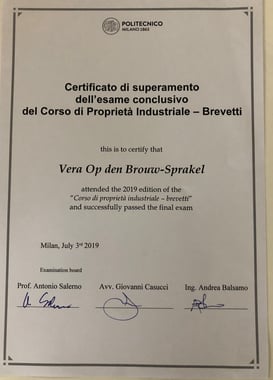 POLITECNICO
MILANO 1863
Certificato di superamento
dell'esame conclusivo
del Corso di Proprietà Industriale – Brevetti
this is to certify that
Vera Op den Brouw-Sprakel
attended the 2019 edition of the
"Corso di proprietà industriale – brevetti"
and successfully passed the final exam
Milan, July 3rd 2019
Examination board
Prof. Antonio Salerno Avv. Giovanni Casucci Ing. Andrea Balsamo